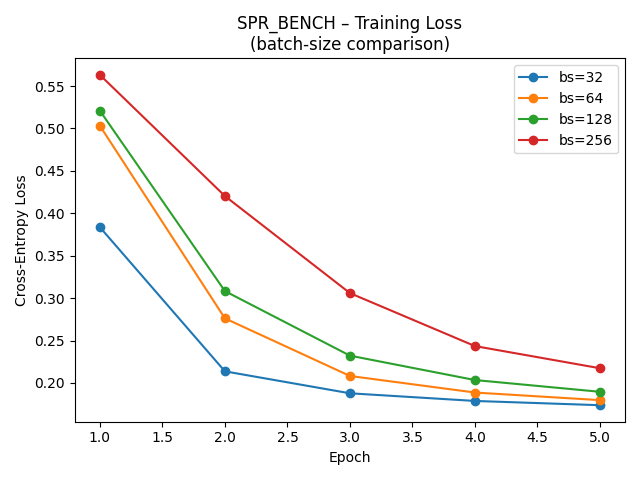 SPR_BENCH – Training Loss
(batch-size comparison)
bs=32
bs=64
bs=128
bs=256
Cross-Entropy Loss
0.55
0.50
0.45
0.40
0.35
0.30
0.25
0.20
1.0 1.5 2.0 2.5 3.0 3.5 4.0 4.5 5.0
Epoch